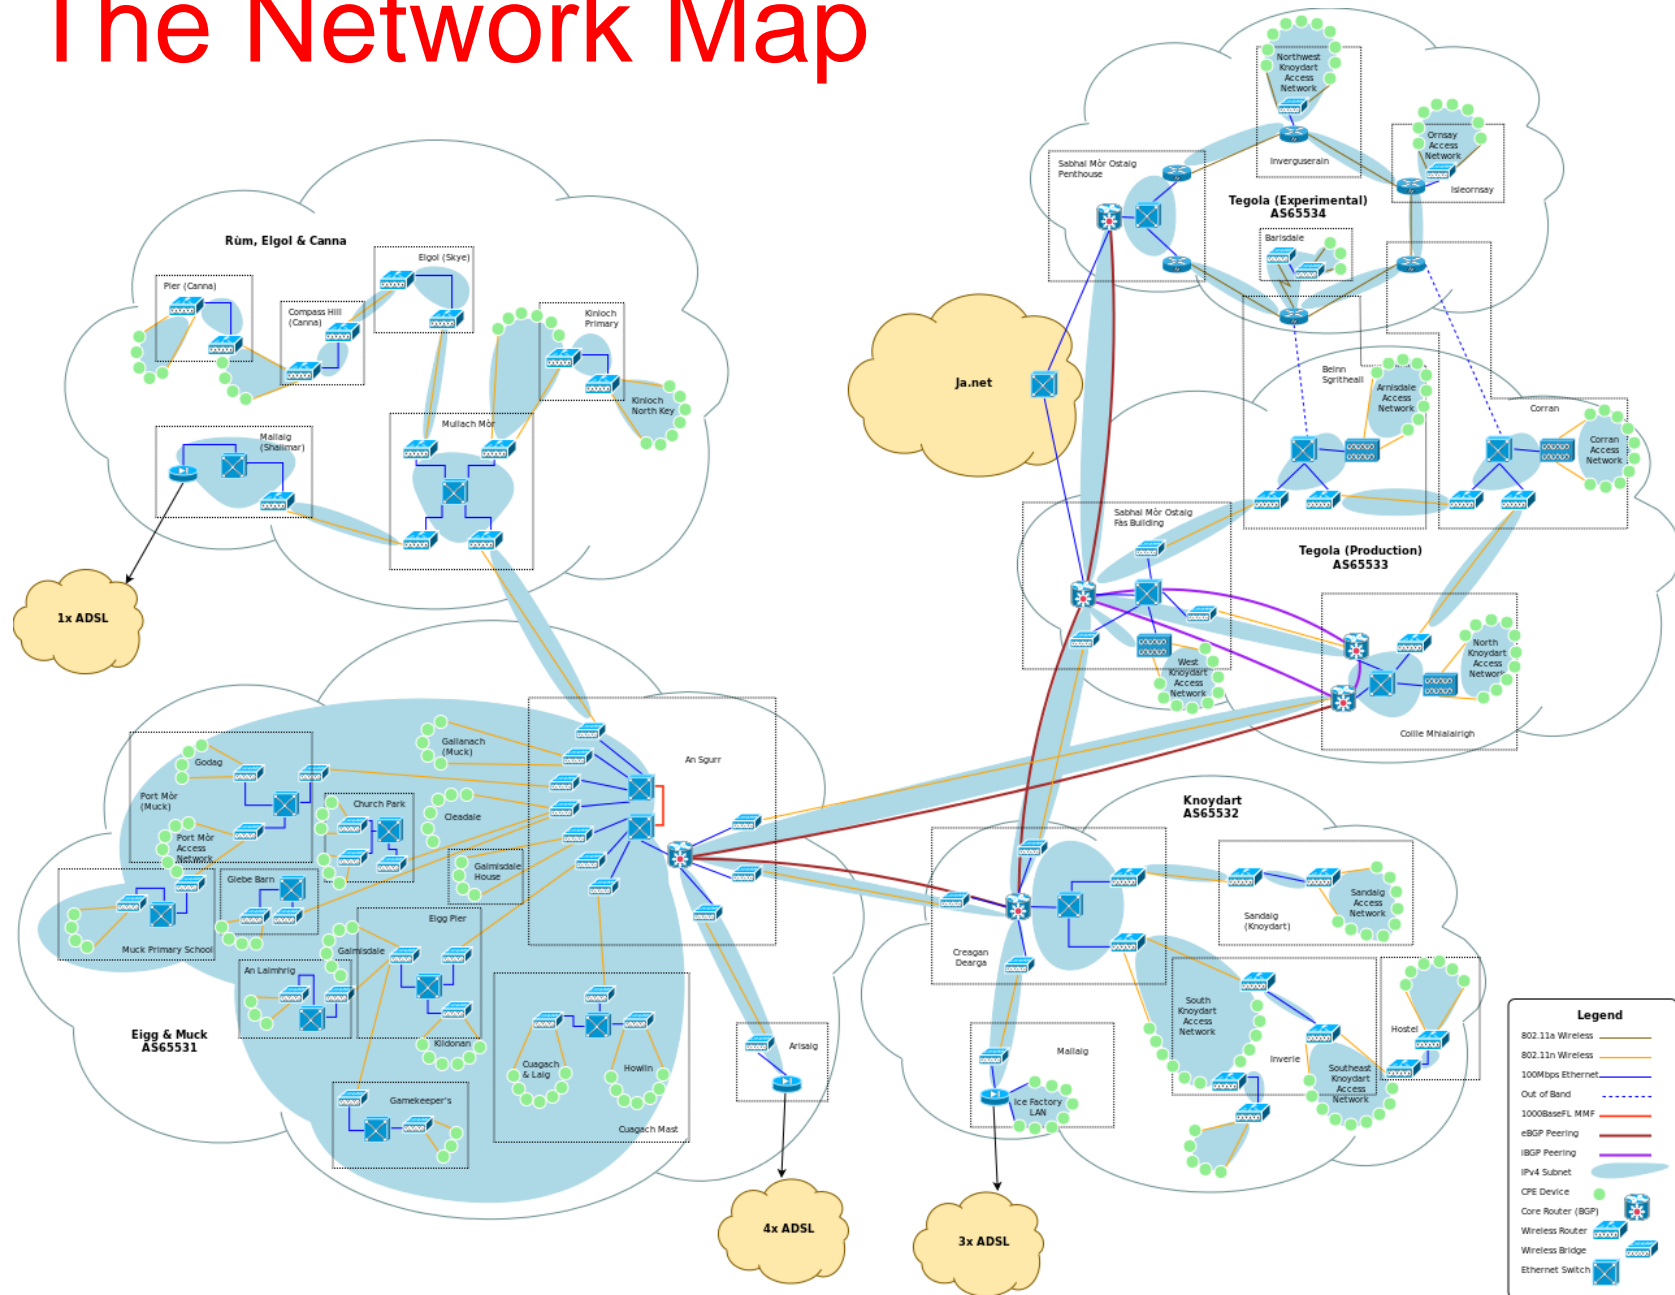 The Network Map
Northwest
Knoydart
Access
Network
Inverguserain
Ornsay
Access
Network
Isleornsay
Sabhal Mòr Ostaig
Penthouse
Tegola (Experimental)
AS65534
Barisdale
Rùm, Elgol & Canna
Elgol (Skye)
Pier (Canna)
Compass Hill
(Canna)
Kinloch
Primary
Kinloch
North Key
Mullach Mòr
Mallaig
(Shalimar)
1x ADSL
Ja.net
Beinn
Sgritheall
Arnisdale
Access
Network
Corran
Corran
Access
Network
Sabhal Mòr Ostaig
Fàs Building
Tegola (Production)
AS65533
West
Knoydart
Access
Network
North
Knoydart
Access
Network
Coille Mhialairigh
Gallanach
(Muck)
An Sgurr
Godag
Port Mòr
(Muck)
Church Park
Cleadale
Port Mòr
Access
Network
Galmisdale
House
Glebe Barn
Eigg Pier
Muck Primary School
Galmisdale
An Laimhrig
Eigg & Muck
AS65531
Kildonan
Cuagach
& Laig
Howlin
Gamekeeper's
Cuagach Mast
Arisaig
4x ADSL
Knoydart
AS65532
Sandaig
Access
Network
Sandaig
(Knoydart)
Creagan
Dearga
South
Knoydart
Access
Network
Hostel
Inverie
Southeast
Knoydart
Access
Network
Mallaig
Ice Factory
LAN
3x ADSL
Legend
802.11a Wireless
802.11n Wireless
100Mbps Ethernet
Out of Band
1000BaseFL MMF
eBGP Peering
iBGP Peering
IPv4 Subnet
CPE Device
Core Router (BGP)
Wireless Router
Wireless Bridge
Ethernet Switch